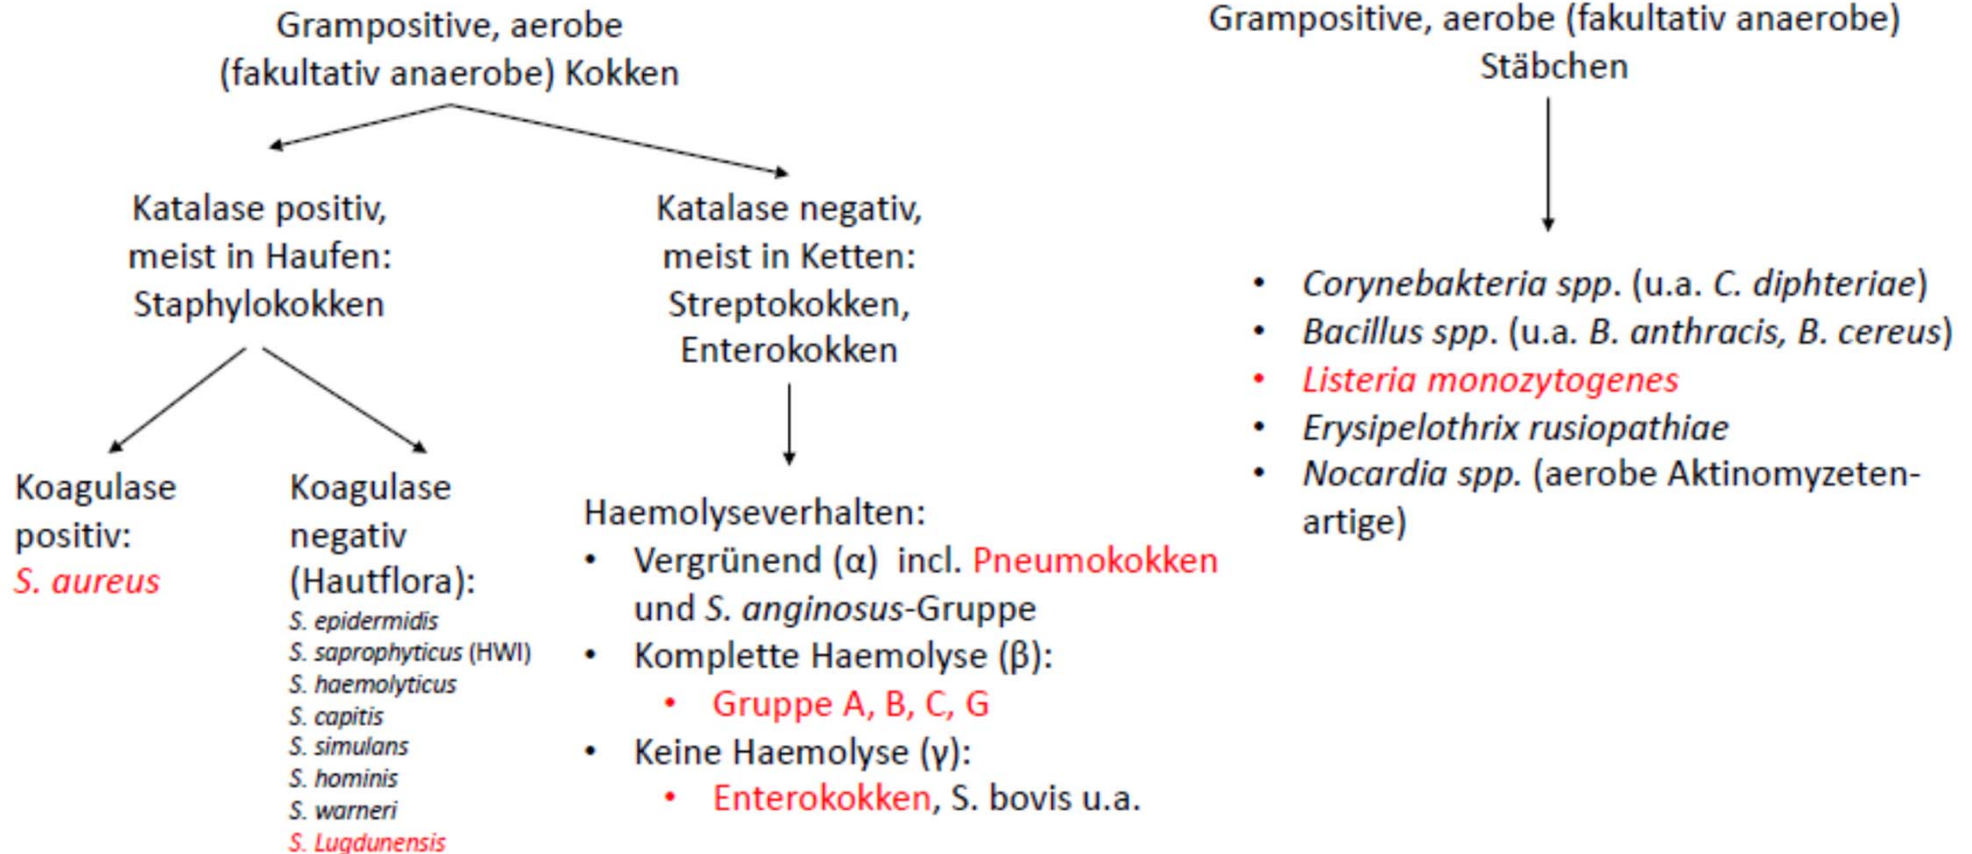 Grampositive, aerobe
(fakultativ anaerobe) Kokken
Katalase positiv,
meist in Haufen:
Staphylokokken
Katalase negativ,
meist in Ketten:
Streptokokken,
Enterokokken
Koagulase
positiv:
S. aureus
Koagulase
negativ
(Hautflora):
S. epidermidis
S. saprophyticus (HWI)
S. haemolyticus
S. capitis
S. simulans
S. hominis
S. warneri
S. Lugdunensis
Haemolyseverhalten:
• Vergrünend (α) incl. Pneumokokken
und S. anginosus-Gruppe
• Komplette Haemolyse (β):
• Gruppe A, B, C, G
• Keine Haemolyse (γ):
• Enterokokken, S. bovis u.a.
Grampositive, aerobe (fakultativ anaerobe)
Stäbchen
• Corynebakteria spp. (u.a. C. diphteriae)
• Bacillus spp. (u.a. B. anthracis, B. cereus)
• Listeria monozytogenes
• Erysipelothrix rusiopathiae
• Nocardia spp. (aerobe Aktinomyzeten-
artige)